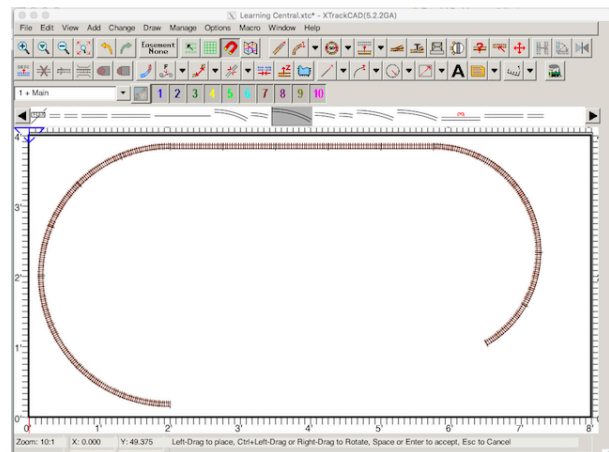 Learning Central.xtc* - XTrackCAD(5.2.2GA)
File Edit View Add Change Draw Manage Options Macro Window Help
Easement
None
A
1 + Main
1 2 3 4 5 6 7 8 9 10
4'
3'
2'
1'
0'
0' 1' 2' 3' 4' 5' 6' 7' 8'
Zoom: 10:1 X: 0.000 Y: 49.375 Left-Drag to place, Ctrl+Left-Drag or Right-Drag to Rotate, Space or Enter to accept, Esc to Cancel